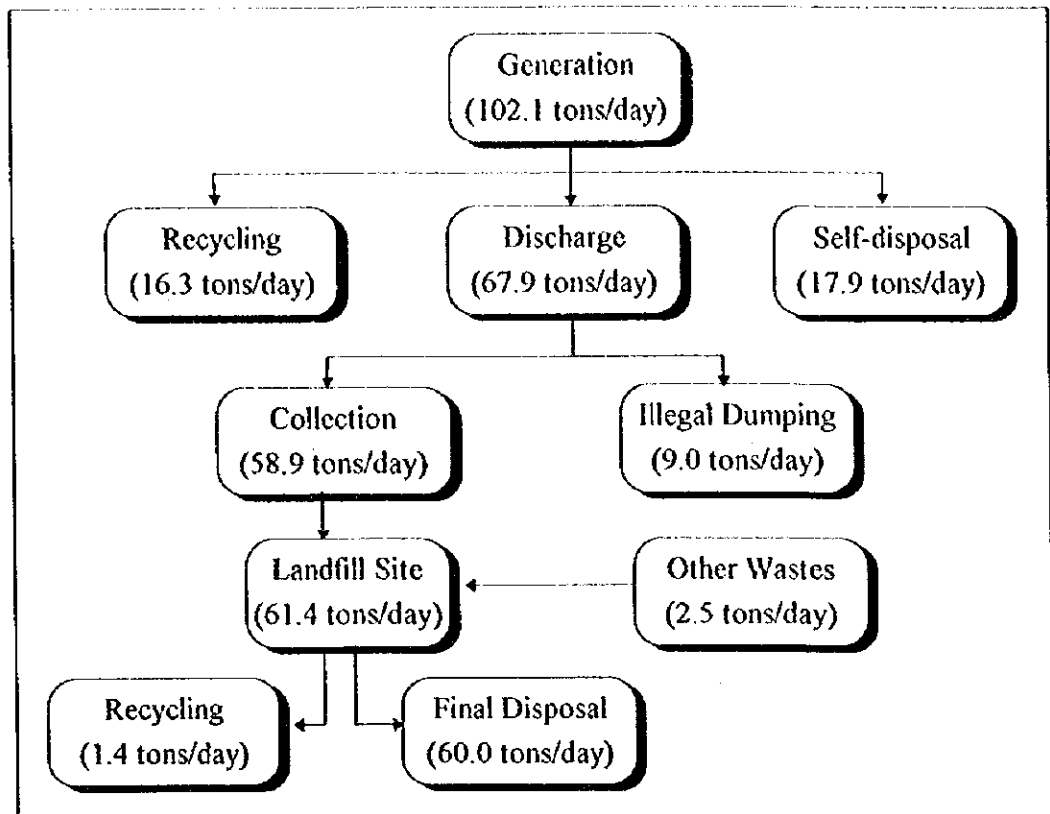 Generation
(102.1 tons/day)
Recycling
(16.3 tons/day)
Discharge
(67.9 tons/day)
Self-disposal
(17.9 tons/day)
Collection
(58.9 tons/day)
Illegal Dumping
(9.0 tons/day)
Landfill Site
(61.4 tons/day)
Other Wastes
(2.5 tons/day)
Recycling
(1.4 tons/day)
Final Disposal
(60.0 tons/day)